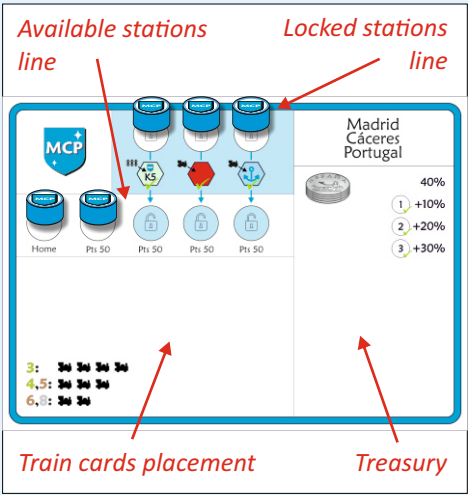 Available stations
line
Locked stations
line
MCP
MCP
MCP
MCP
K5
Madrid
Cáceres
Portugal
MCP
MCP
40%
1 +10%
2 +20%
3 +30%
Home
Pts 50
Pts 50
Pts 50
Pts 50
3:
4,5:
6,8:
Train cards placement
Treasury